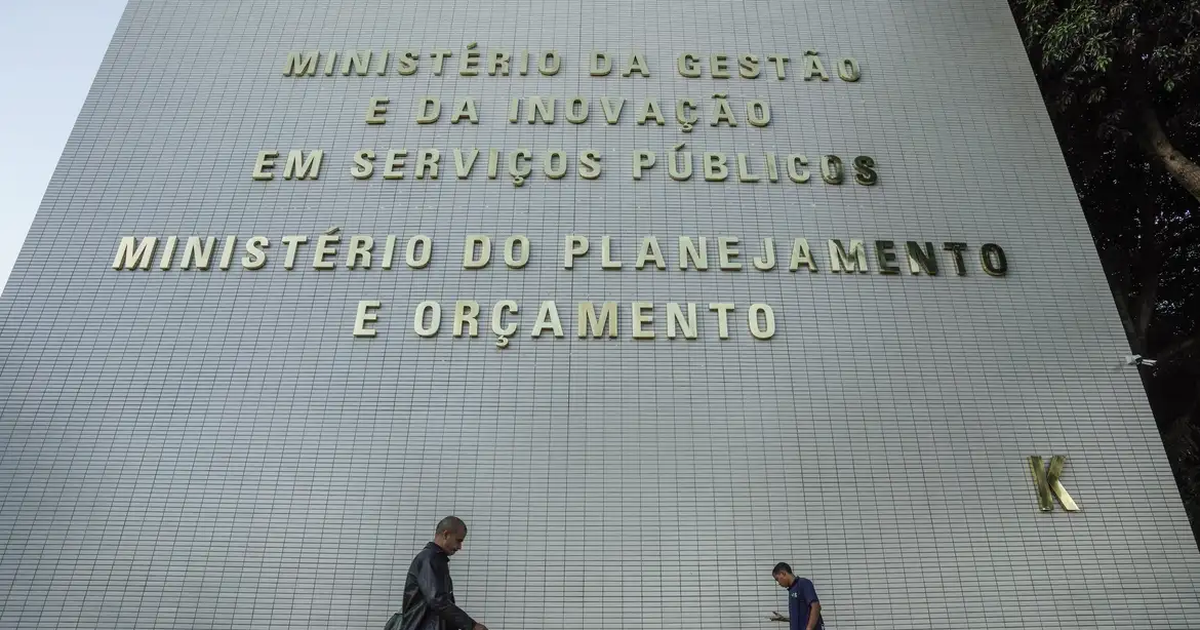 MINISTÉRIO DA GESTÃO
E DA INOVAÇÃO
EM SERVIÇOS PÚBLICOS
MINISTÉRIO DO PLANEJAMENTO
E ORÇAMENTO
K